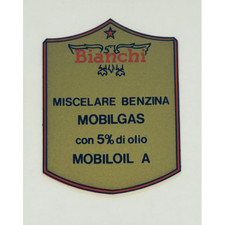 Bianchi
MISCELARE BENZINA
MOBILGAS
con 5% di olio
MOBILOIL A